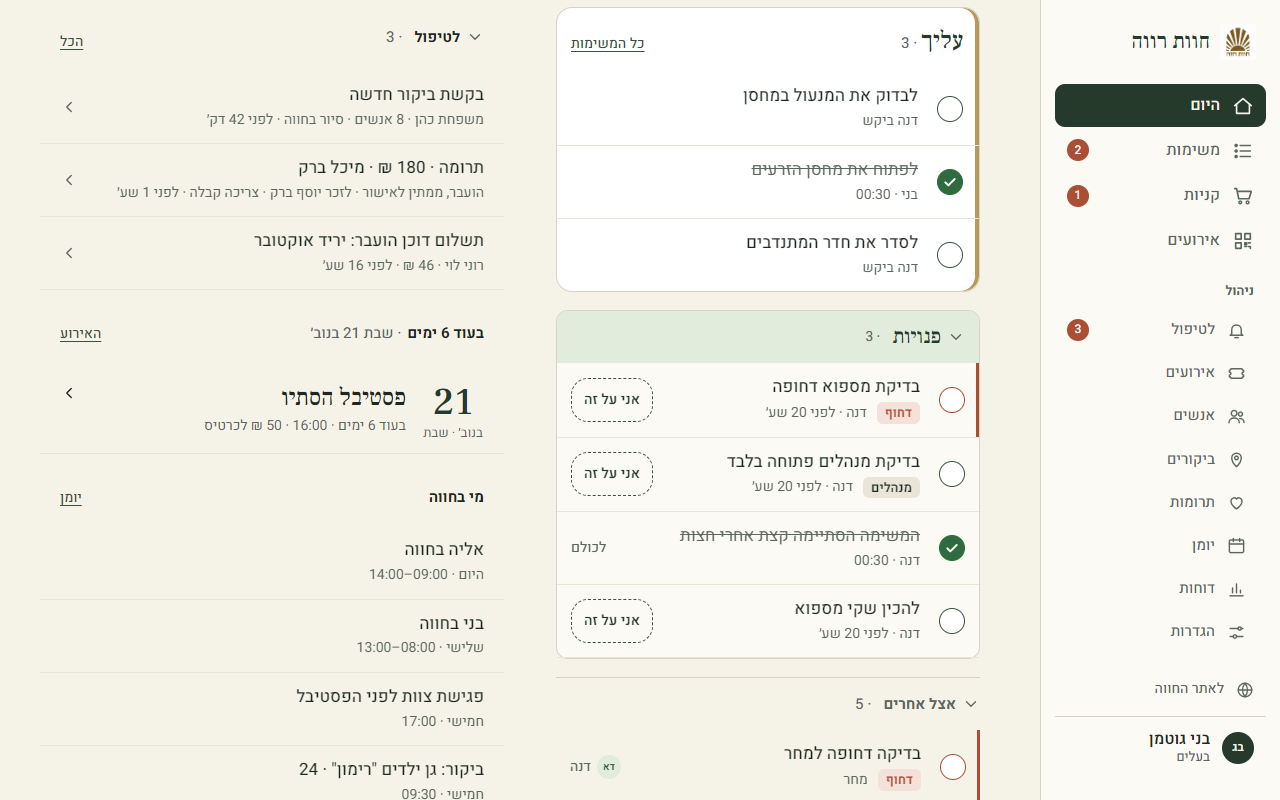 חוות רווה
היום
משימות
2
קניות
1
אירועים
ניהול
לטיפול
3
אירועים
אנשים
ביקורים
תרומות
יומן
דוחות
הגדרות
לאתר החווה
בג
בני גוטמן
בעלים
עליך · 3
כל המשימות
לבדוק את המנעול במחסן
דנה ביקש
לפתוח את מחסן הזרעים
בני · 00:30
לסדר את חדר המתנדבים
דנה ביקש
פנויות · 3
בדיקת מספוא דחופה
דחוף דנה · לפני 20 שע׳
אני על זה
בדיקת מנהלים פתוחה בלבד
מנהלים דנה · לפני 20 שע׳
אני על זה
המשימה הסתיימה קצת אחרי חצות
דנה · 00:30
לכולם
להכין שקי מספוא
דנה · לפני 20 שע׳
אני על זה
אצל אחרים · 5
בדיקה דחופה למחר
דחוף מחר
דא דנה
לטיפול · 3
הכל
בקשת ביקור חדשה
משפחת כהן · 8 אנשים · סיור בחווה · לפני 42 דק׳
תרומה · 180 ₪ · מיכל ברק
הועבר, ממתין לאישור · לזכר יוסף ברק · צריכה קבלה · לפני 1 שע׳
תשלום דוכן הועבר: יריד אוקטובר
רוני לוי · 46 ₪ · לפני 16 שע׳
בעוד 6 ימים · שבת 21 בנוב׳
האירוע
21
בנוב׳ · שבת
פסטיבל הסתיו
בעוד 6 ימים · 16:00 · 50 ₪ לכרטיס
מי בחווה
יומן
אליה בחווה
היום · 09:00–14:00
בני בחווה
שלישי · 08:00–13:00
פגישת צוות לפני הפסטיבל
חמישי · 17:00
ביקור: גן ילדים "רימון" · 24
חמישי · 09:30